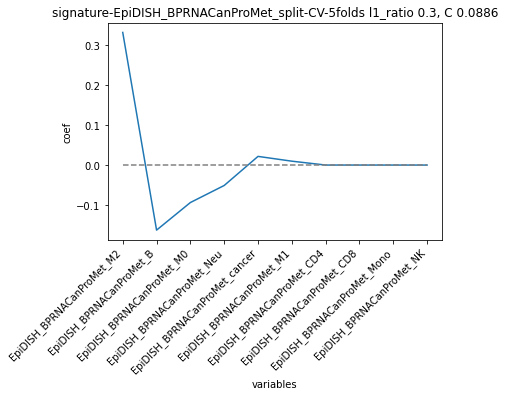 signature-EpiDISH_BPRNACanProMet_split-CV-5folds l1_ratio 0.3, C 0.0886
0.3
0.2
0.1
0.0
−0.1
coef
EpiDISH_BPRNACanProMet_M2
EpiDISH_BPRNACanProMet_B
EpiDISH_BPRNACanProMet_M0
EpiDISH_BPRNACanProMet_Neu
EpiDISH_BPRNACanProMet_cancer
EpiDISH_BPRNACanProMet_M1
EpiDISH_BPRNACanProMet_CD4
EpiDISH_BPRNACanProMet_CD8
EpiDISH_BPRNACanProMet_Mono
EpiDISH_BPRNACanProMet_NK
variables